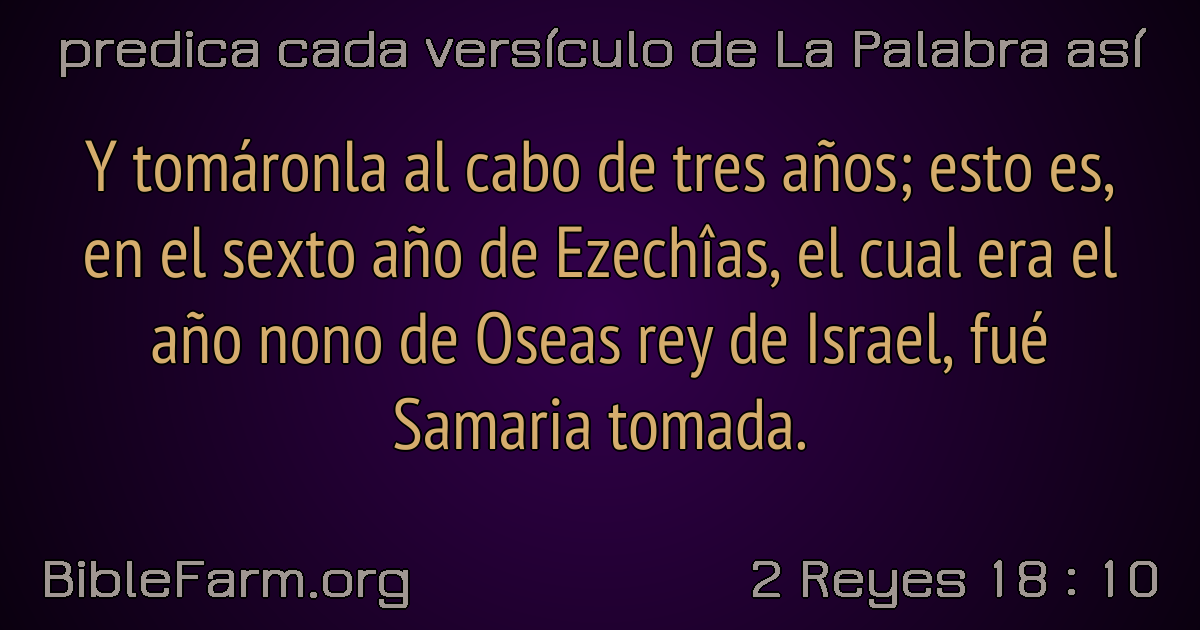 predica cada versículo de La Palabra así
Y tomáronla al cabo de tres años; esto es,
en el sexto año de Ezechîas, el cual era el
año nono de Oseas rey de Israel, fué
Samaria tomada.
BibleFarm.org
2 Reyes 18 : 10